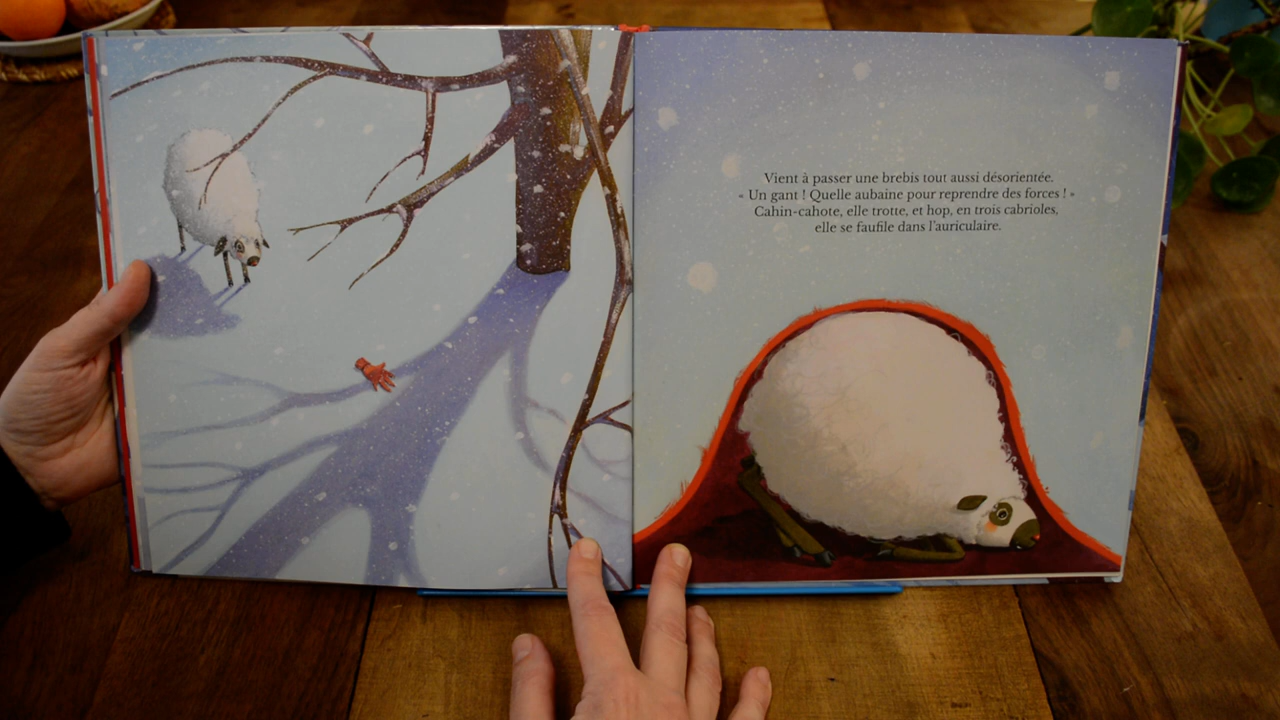 Vient à passer une brebis tout aussi désorientée.
« Un gant ! Quelle aubaine pour reprendre des forces ! »
Cahin-cahote, elle trotte, et hop, en trois cabrioles,
elle se faufile dans l’auriculaire.